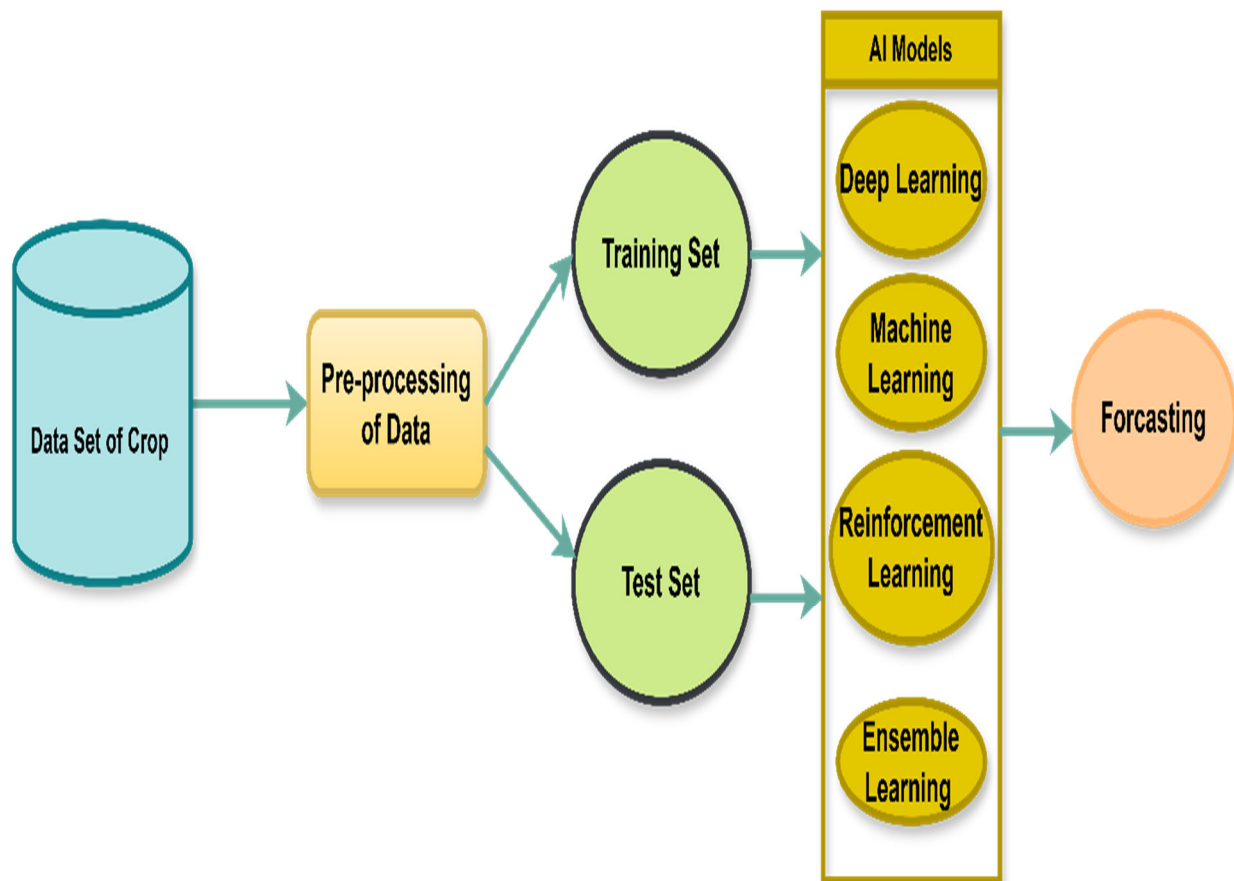 Data Set of Crop
Pre-processing
of Data
Training Set
Test Set
AI Models
Deep Learning
Machine
Learning
Reinforcement
Learning
Ensemble
Learning
Forcasting